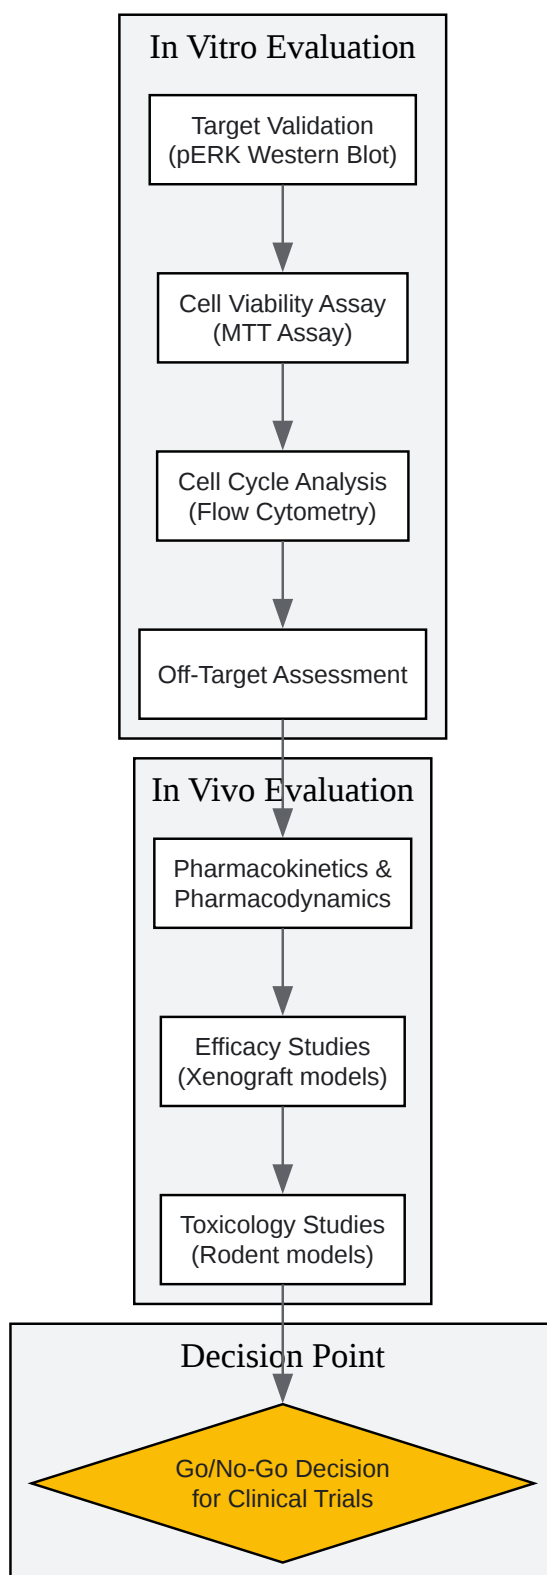 In Vitro Evaluation
Target Validation
(pERK Western Blot)
Cell Viability Assay
(MTT Assay)
Cell Cycle Analysis
(Flow Cytometry)
Off-Target Assessment
In Vivo Evaluation
Pharmacokinetics &
Pharmacodynamics
Efficacy Studies
(Xenograft models)
Toxicology Studies
(Rodent models)
Decision Point
Go/No-Go Decision
for Clinical Trials